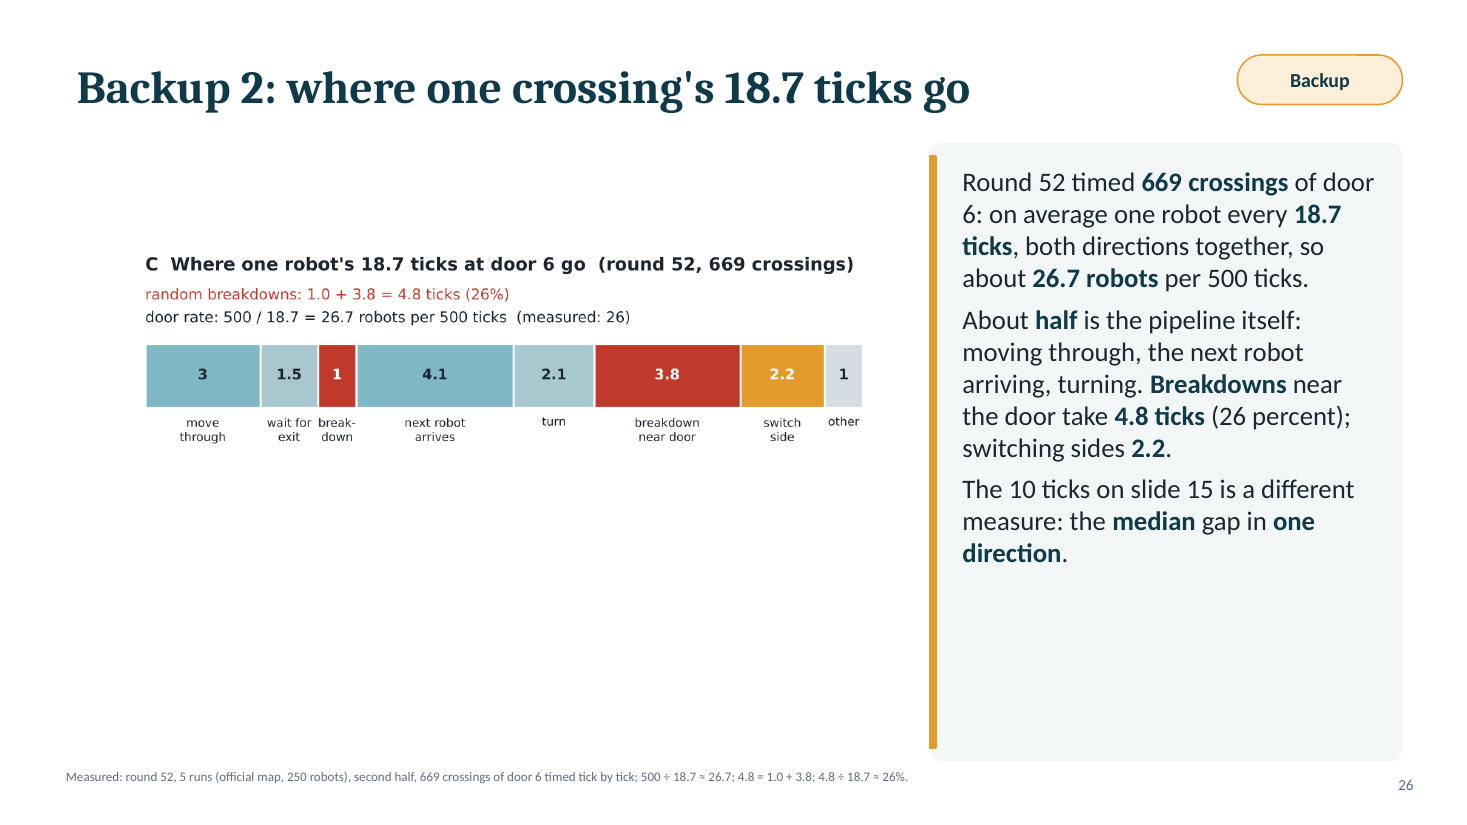 Backup 2: where one crossing's 18.7 ticks go
Backup
C Where one robot's 18.7 ticks at door 6 go (round 52, 669 crossings)
random breakdowns: 1.0 + 3.8 = 4.8 ticks (26%)
door rate: 500 / 18.7 = 26.7 robots per 500 ticks (measured: 26)
3 1.5 1 4.1 2.1 3.8 2.2 1
move through
wait for exit
break-down
next robot arrives
turn
breakdown near door
switch side
other
Round 52 timed 669 crossings of door
6: on average one robot every 18.7
ticks, both directions together, so
about 26.7 robots per 500 ticks.
About half is the pipeline itself:
moving through, the next robot
arriving, turning. Breakdowns near
the door take 4.8 ticks (26 percent);
switching sides 2.2.
The 10 ticks on slide 15 is a different
measure: the median gap in one
direction.
Measured: round 52, 5 runs (official map, 250 robots), second half, 669 crossings of door 6 timed tick by tick; 500 ÷ 18.7 ≈ 26.7; 4.8 = 1.0 + 3.8; 4.8 ÷ 18.7 ≈ 26%.
26